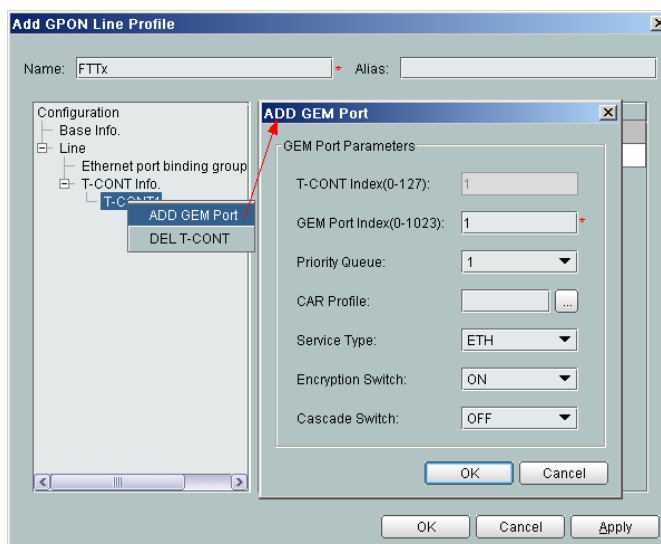 Add GPON Line Profile
Name: FTTx * Alias:
Configuration
Base Info.
Line
Ethernet port binding group
T-CONT Info.
T-CONT1
ADD GEM Port
DEL T-CONT
ADD GEM Port
GEM Port Parameters
T-CONT Index(0-127): 1
GEM Port Index(0-1023): 1 *
Priority Queue: 1
CAR Profile: ...
Service Type: ETH
Encryption Switch: ON
Cascade Switch: OFF
OK Cancel
OK Cancel Apply